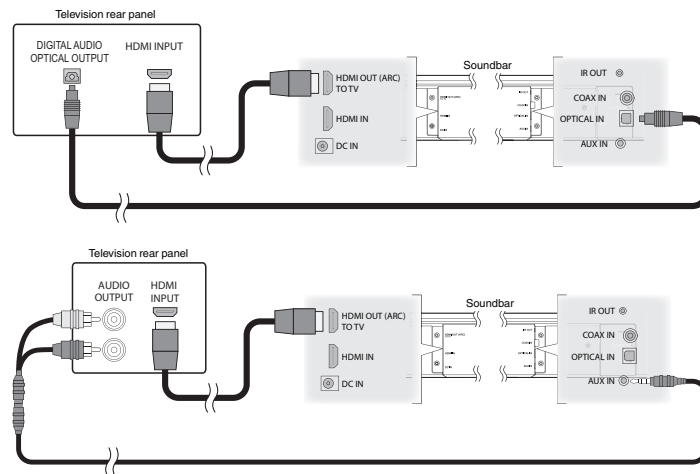 Television rear panel
DIGITAL AUDIO
OPTICAL OUTPUT
HDMI INPUT
HDMI OUT (ARC)
TO TV
HDMI IN
DC IN
Soundbar
IR OUT
COAX IN
OPTICAL IN
AUX IN
Television rear panel
AUDIO
OUTPUT
HDMI
INPUT
HDMI OUT (ARC)
TO TV
HDMI IN
DC IN
Soundbar
IR OUT
COAX IN
OPTICAL IN
AUX IN